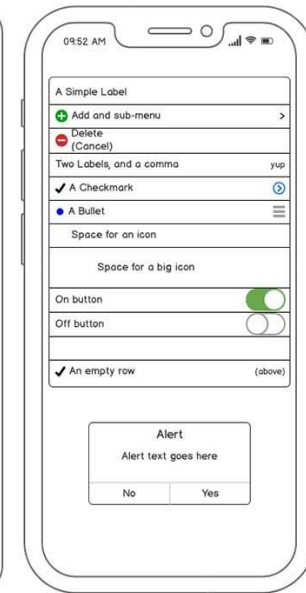 09:52 AM
A Simple Label
Add and sub-menu
Delete
(Cancel)
Two Labels, and a comma yup
A Checkmark
A Bullet
Space for an icon
Space for a big icon
On button
Off button
An empty row (above)
Alert
Alert text goes here
No Yes